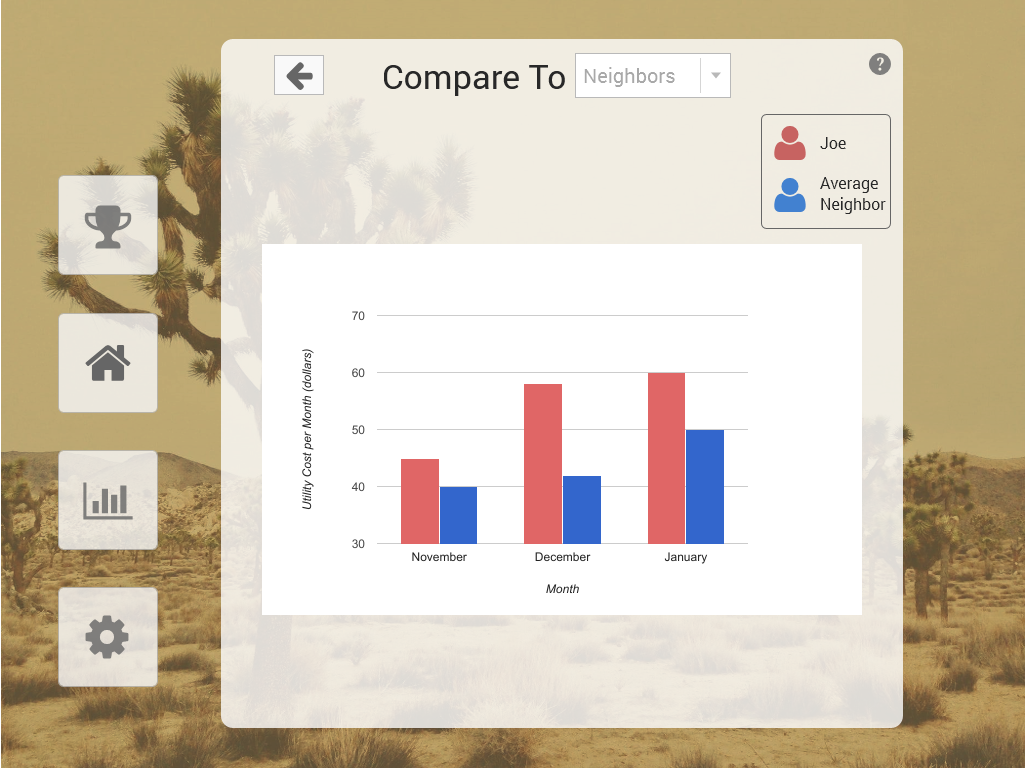 Compare To Neighbors
?
Joe
Average
Neighbor
Utility Cost per Month (dollars)
70
60
50
40
30
November December January
Month